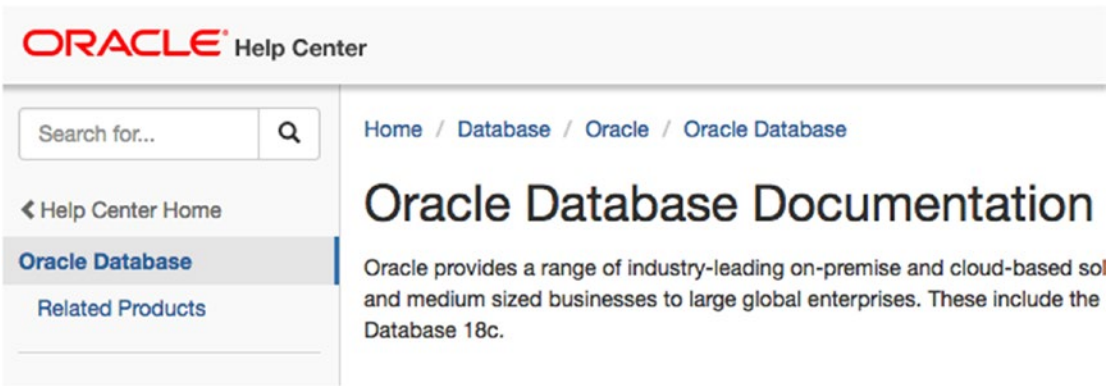 ORACLE® Help Center
Search for...
Help Center Home
Oracle Database
Related Products
Home / Database / Oracle / Oracle Database
Oracle Database Documentation
Oracle provides a range of industry-leading on-premise and cloud-based
and medium sized businesses to large global enterprises. These include the
Database 18c.